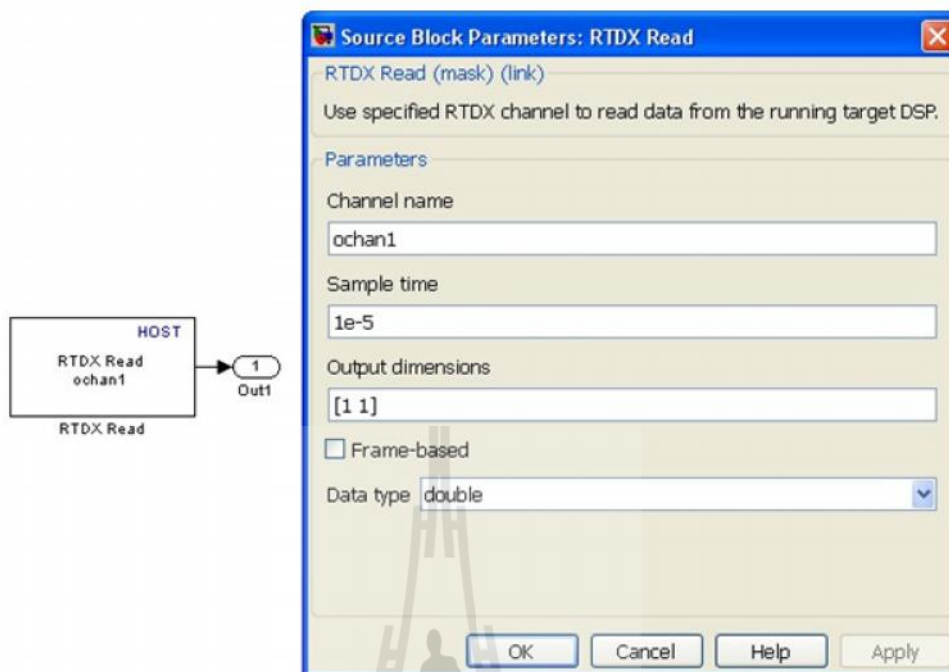 HOST
RTDX Read
ochan1
RTDX Read
1
Out1
Source Block Parameters: RTDX Read
RTDX Read (mask) (link)
Use specified RTDX channel to read data from the running target DSP.
Parameters
Channel name
ochan1
Sample time
1e-5
Output dimensions
[1 1]
Frame-based
Data type double
OK Cancel Help Apply